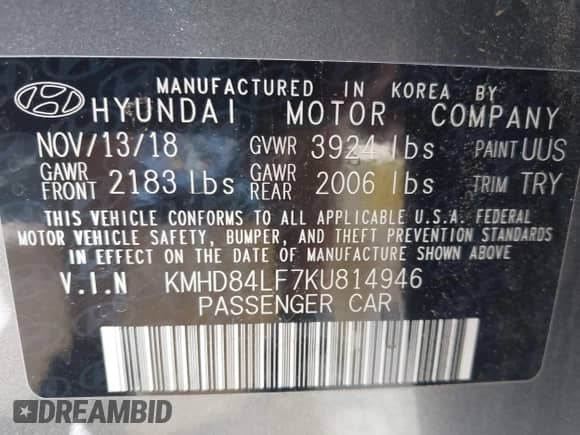 MANUFACTURED IN KOREA BY
HYUNDAI MOTOR COMPANY
NOV/13/18 GVWR 3924 lbs PAINT UUS
GAWR FRONT 2183 lbs GAWR REAR 2006 lbs TRIM TRY
THIS VEHICLE CONFORMS TO ALL APPLICABLE U.S.A. FEDERAL
MOTOR VEHICLE SAFETY, BUMPER, AND THEFT PREVENTION STANDARDS
IN EFFECT ON THE DATE OF MANUFACTURE SHOWN ABOVE
V.I.N KMHD84LF7KU814946
PASSENGER CAR
DREAMBID